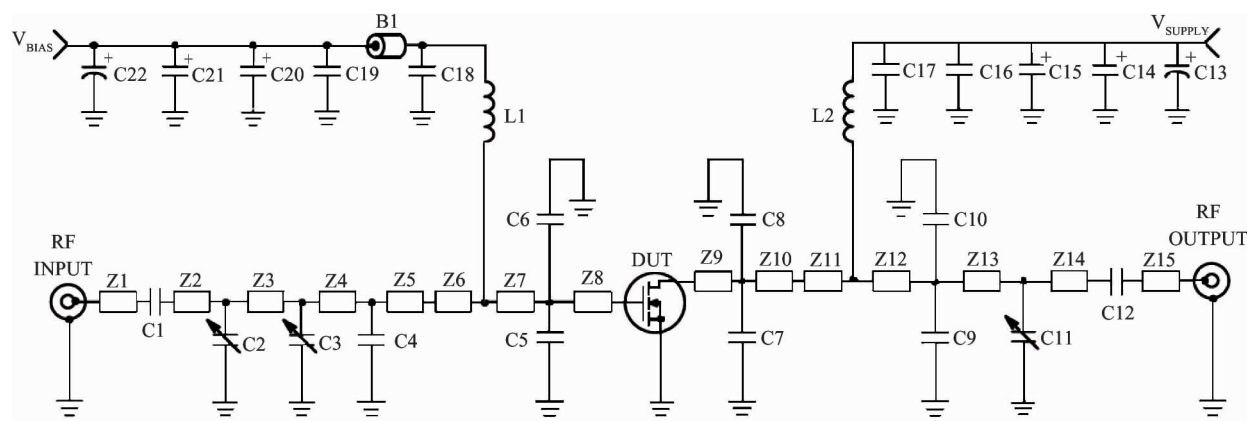 B1
V_BIAS
V_SUPPLY
C22
C21
C20
C19
C18
C17
C16
C15
C14
C13
L1
L2
C6
C8
C10
RF
INPUT
DUT
RF
OUTPUT
Z1
Z2
Z3
Z4
Z5
Z6
Z7
Z8
Z9
Z10
Z11
Z12
Z13
Z14
Z15
C1
C2
C3
C4
C5
C7
C9
C11
C12